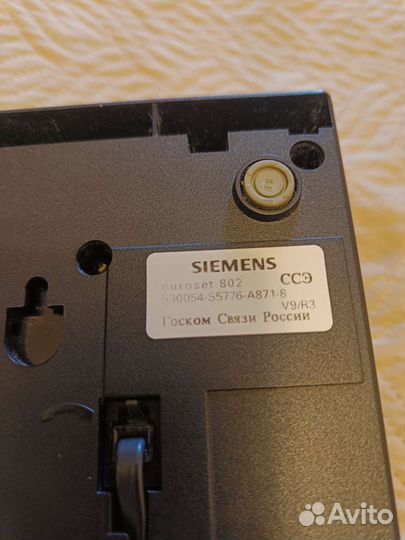 SIEMENS
euroset 802 ССЭ
S30054-S5776-A871-8
V9/R3
Госком Связи России
Avito